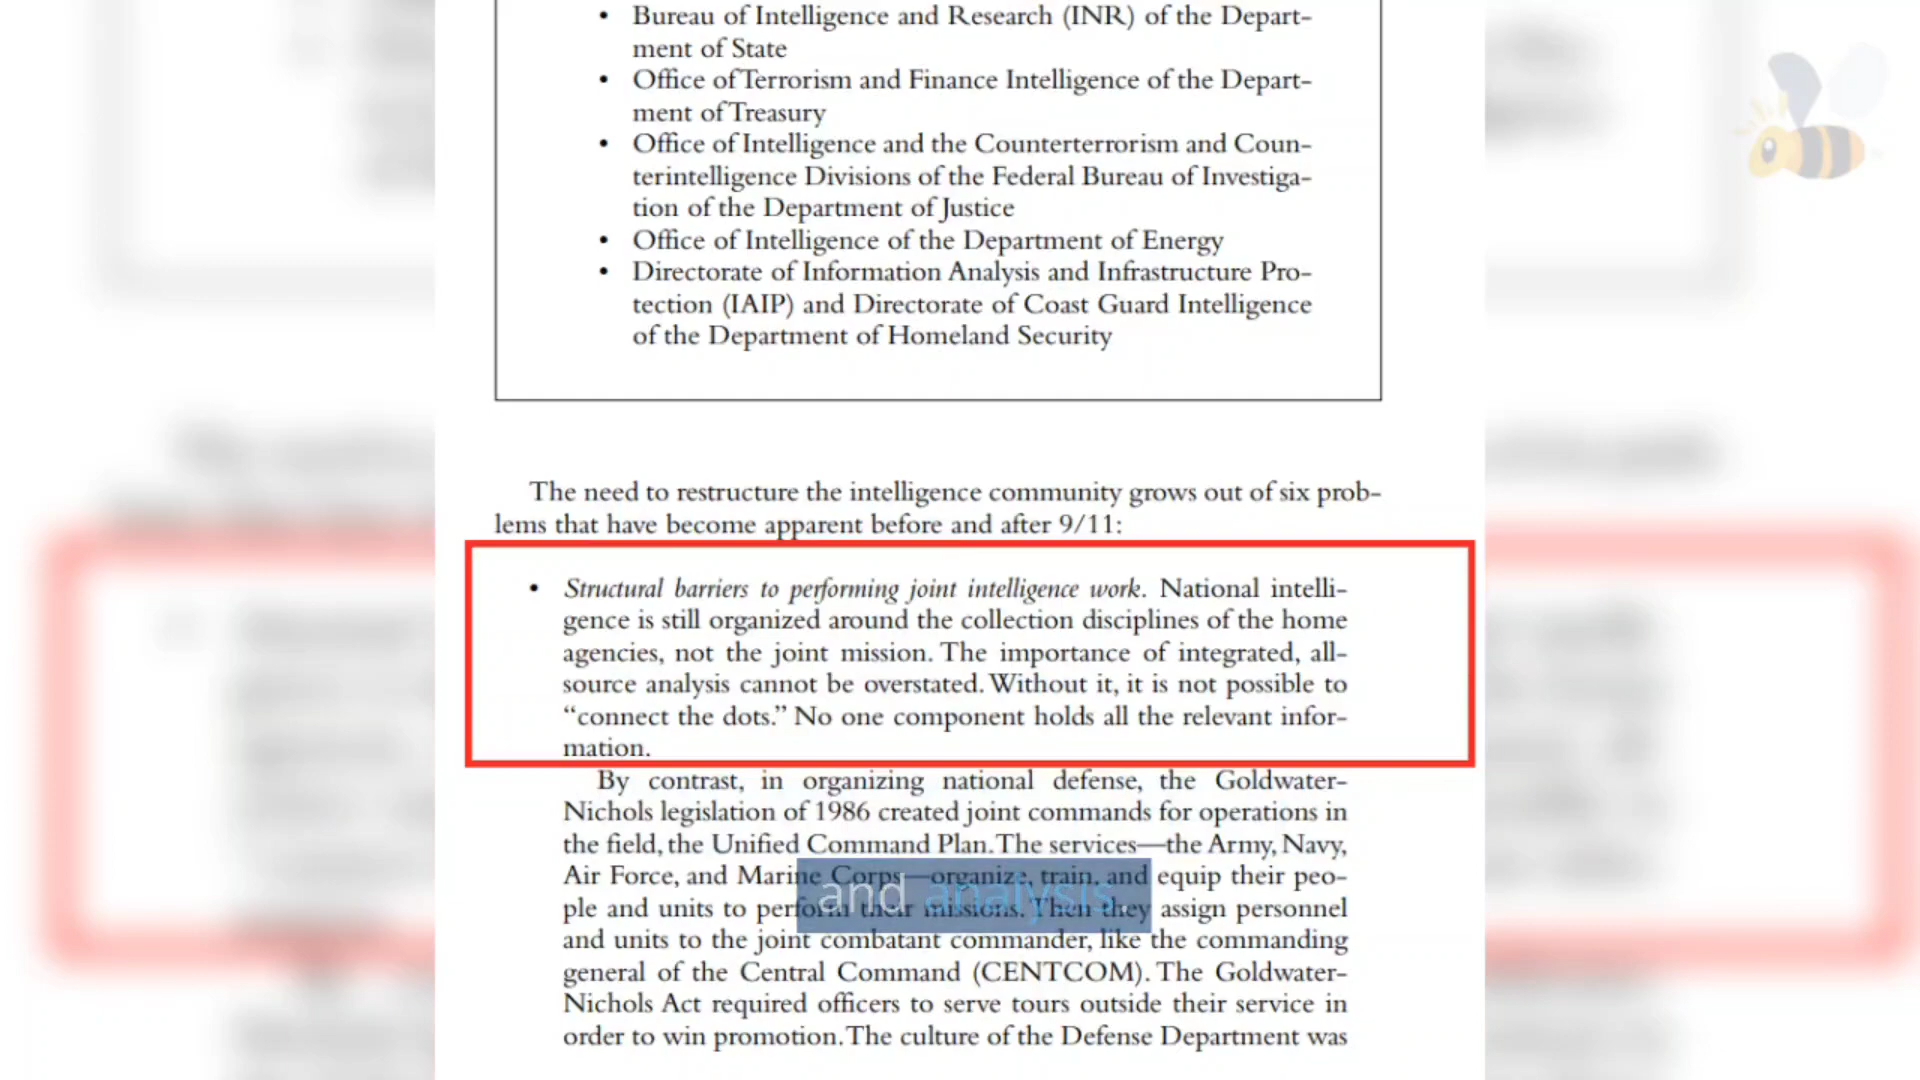 • Bureau of Intelligence and Research (INR) of the Depart-
ment of State
• Office of Terrorism and Finance Intelligence of the Depart-
ment of Treasury
• Office of Intelligence and the Counterterrorism and Coun-
terintelligence Divisions of the Federal Bureau of Investiga-
tion of the Department of Justice
• Office of Intelligence of the Department of Energy
• Directorate of Information Analysis and Infrastructure Pro-
tection (IAIP) and Directorate of Coast Guard Intelligence
of the Department of Homeland Security
The need to restructure the intelligence community grows out of six prob-
lems that have become apparent before and after 9/11:
• Structural barriers to performing joint intelligence work. National intelli-
gence is still organized around the collection disciplines of the home
agencies, not the joint mission. The importance of integrated, all-
source analysis cannot be overstated. Without it, it is not possible to
“connect the dots.” No one component holds all the relevant infor-
mation.
By contrast, in organizing national defense, the Goldwater-
Nichols legislation of 1986 created joint commands for operations in
the field, the Unified Command Plan. The services—the Army, Navy,
Air Force, and Marine Corps—organize, train, and equip their peo-
ple and units to perform their missions. Then they assign personnel
and units to the joint combatant commander, like the commanding
general of the Central Command (CENTCOM). The Goldwater-
Nichols Act required officers to serve tours outside their service in
order to win promotion. The culture of the Defense Department was
and analysis.